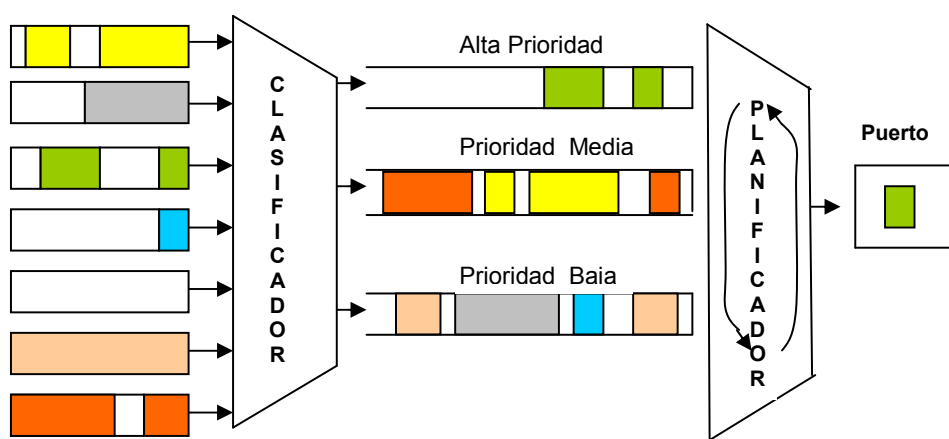 CLASIFICADOR
Alta Prioridad
Prioridad Media
Prioridad Baia
PLANIFICADOR
Puerto